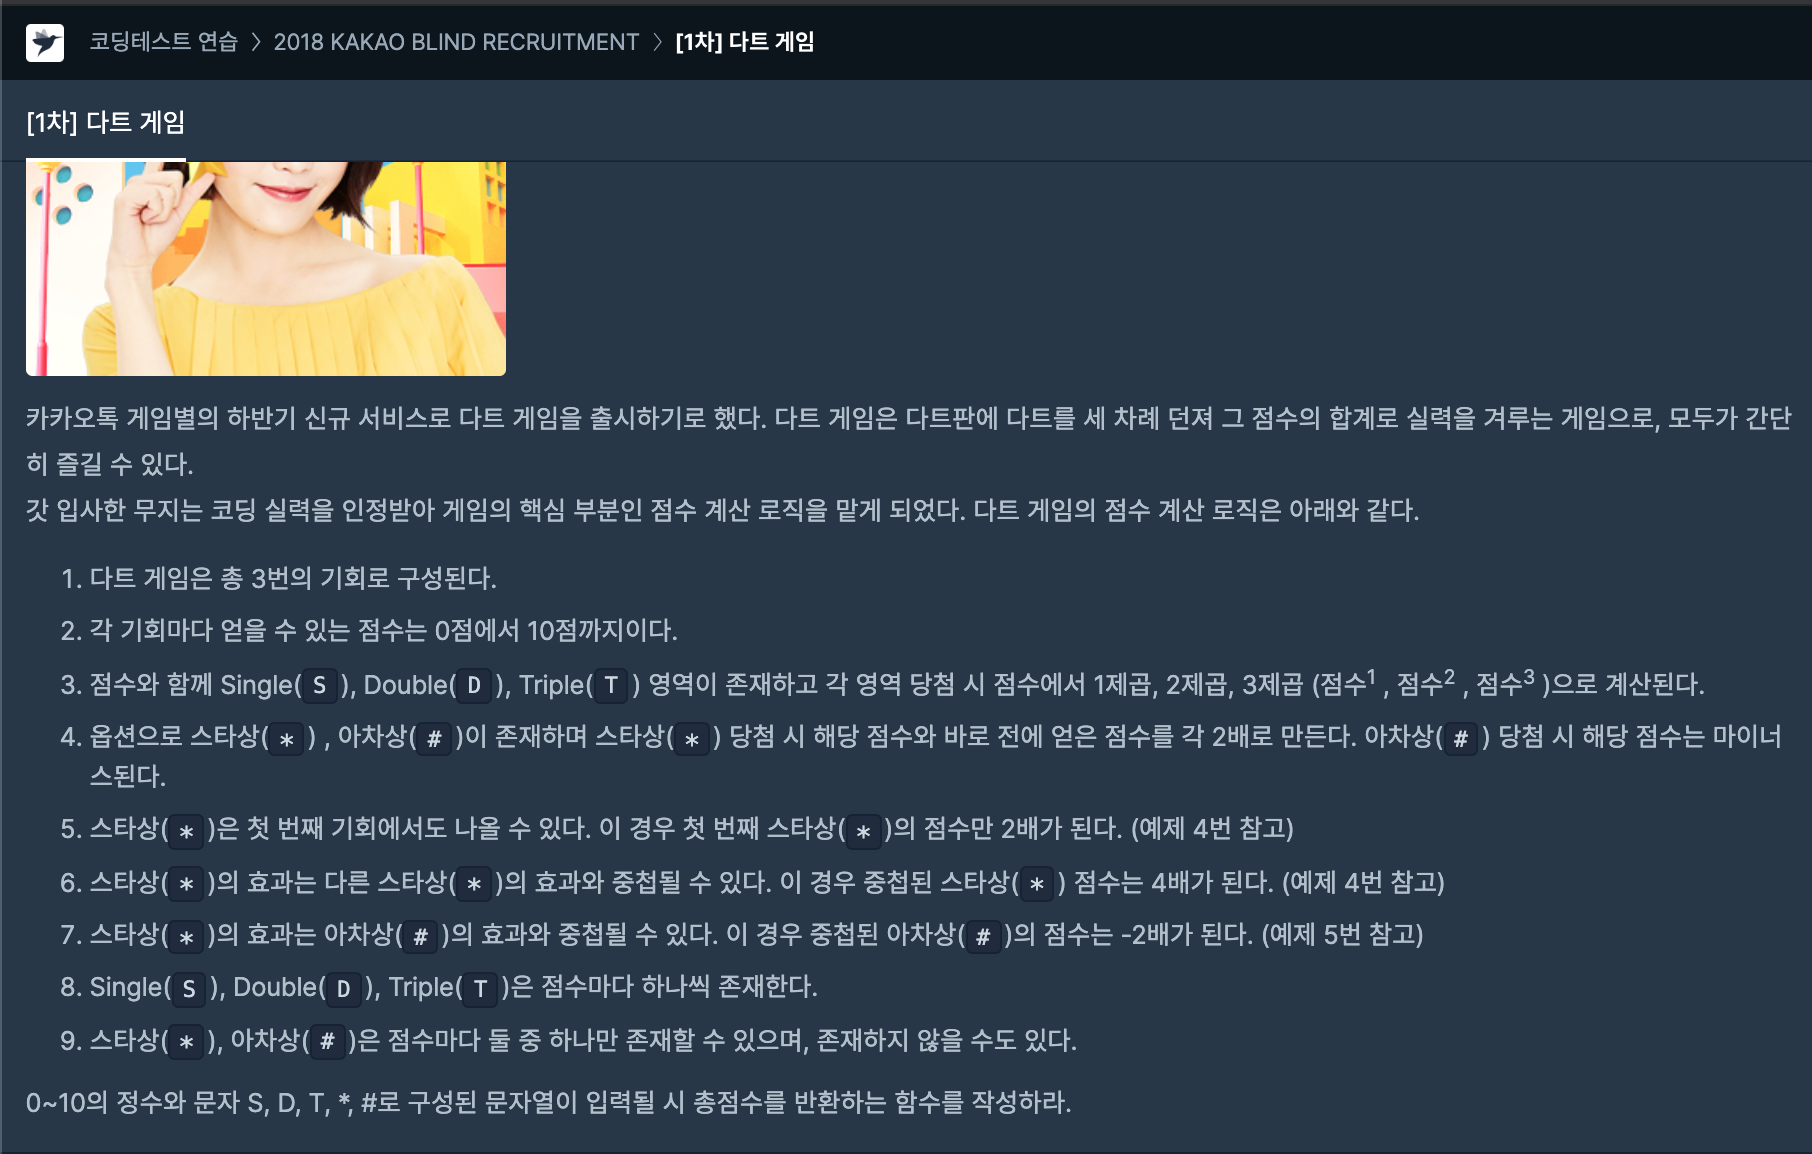 코딩테스트 연습 > 2018 KAKAO BLIND RECRUITMENT > [1차] 다트 게임
[1차] 다트 게임
카카오톡 게임별의 하반기 신규 서비스로 다트 게임을 출시하기로 했다. 다트 게임은 다트판에 다트를 세 차례 던져 그 점수의 합계로 실력을 겨루는 게임으로, 모두가 간단
히 즐길 수 있다.
갓 입사한 무지는 코딩 실력을 인정받아 게임의 핵심 부분인 점수 계산 로직을 맡게 되었다. 다트 게임의 점수 계산 로직은 아래와 같다.
1. 다트 게임은 총 3번의 기회로 구성된다.
2. 각 기회마다 얻을 수 있는 점수는 0점에서 10점까지이다.
3. 점수와 함께 Single(S), Double(D), Triple(T) 영역이 존재하고 각 영역 당첨 시 점수에서 1제곱, 2제곱, 3제곱 (점수¹ , 점수² , 점수³ )으로 계산된다.
4. 옵션으로 스타상(*) , 아차상(#)이 존재하며 스타상(*) 당첨 시 해당 점수와 바로 전에 얻은 점수를 각 2배로 만든다. 아차상(#) 당첨 시 해당 점수는 마이너
스된다.
5. 스타상(*)은 첫 번째 기회에서도 나올 수 있다. 이 경우 첫 번째 스타상(*)의 점수만 2배가 된다. (예제 4번 참고)
6. 스타상(*)의 효과는 다른 스타상(*)의 효과와 중첩될 수 있다. 이 경우 중첩된 스타상(*) 점수는 4배가 된다. (예제 4번 참고)
7. 스타상(*)의 효과는 아차상(#)의 효과와 중첩될 수 있다. 이 경우 중첩된 아차상(#)의 점수는 -2배가 된다. (예제 5번 참고)
8. Single(S), Double(D), Triple(T)은 점수마다 하나씩 존재한다.
9. 스타상(*), 아차상(#)은 점수마다 둘 중 하나만 존재할 수 있으며, 존재하지 않을 수도 있다.
0~10의 정수와 문자 S, D, T, *, #로 구성된 문자열이 입력될 시 총점수를 반환하는 함수를 작성하라.